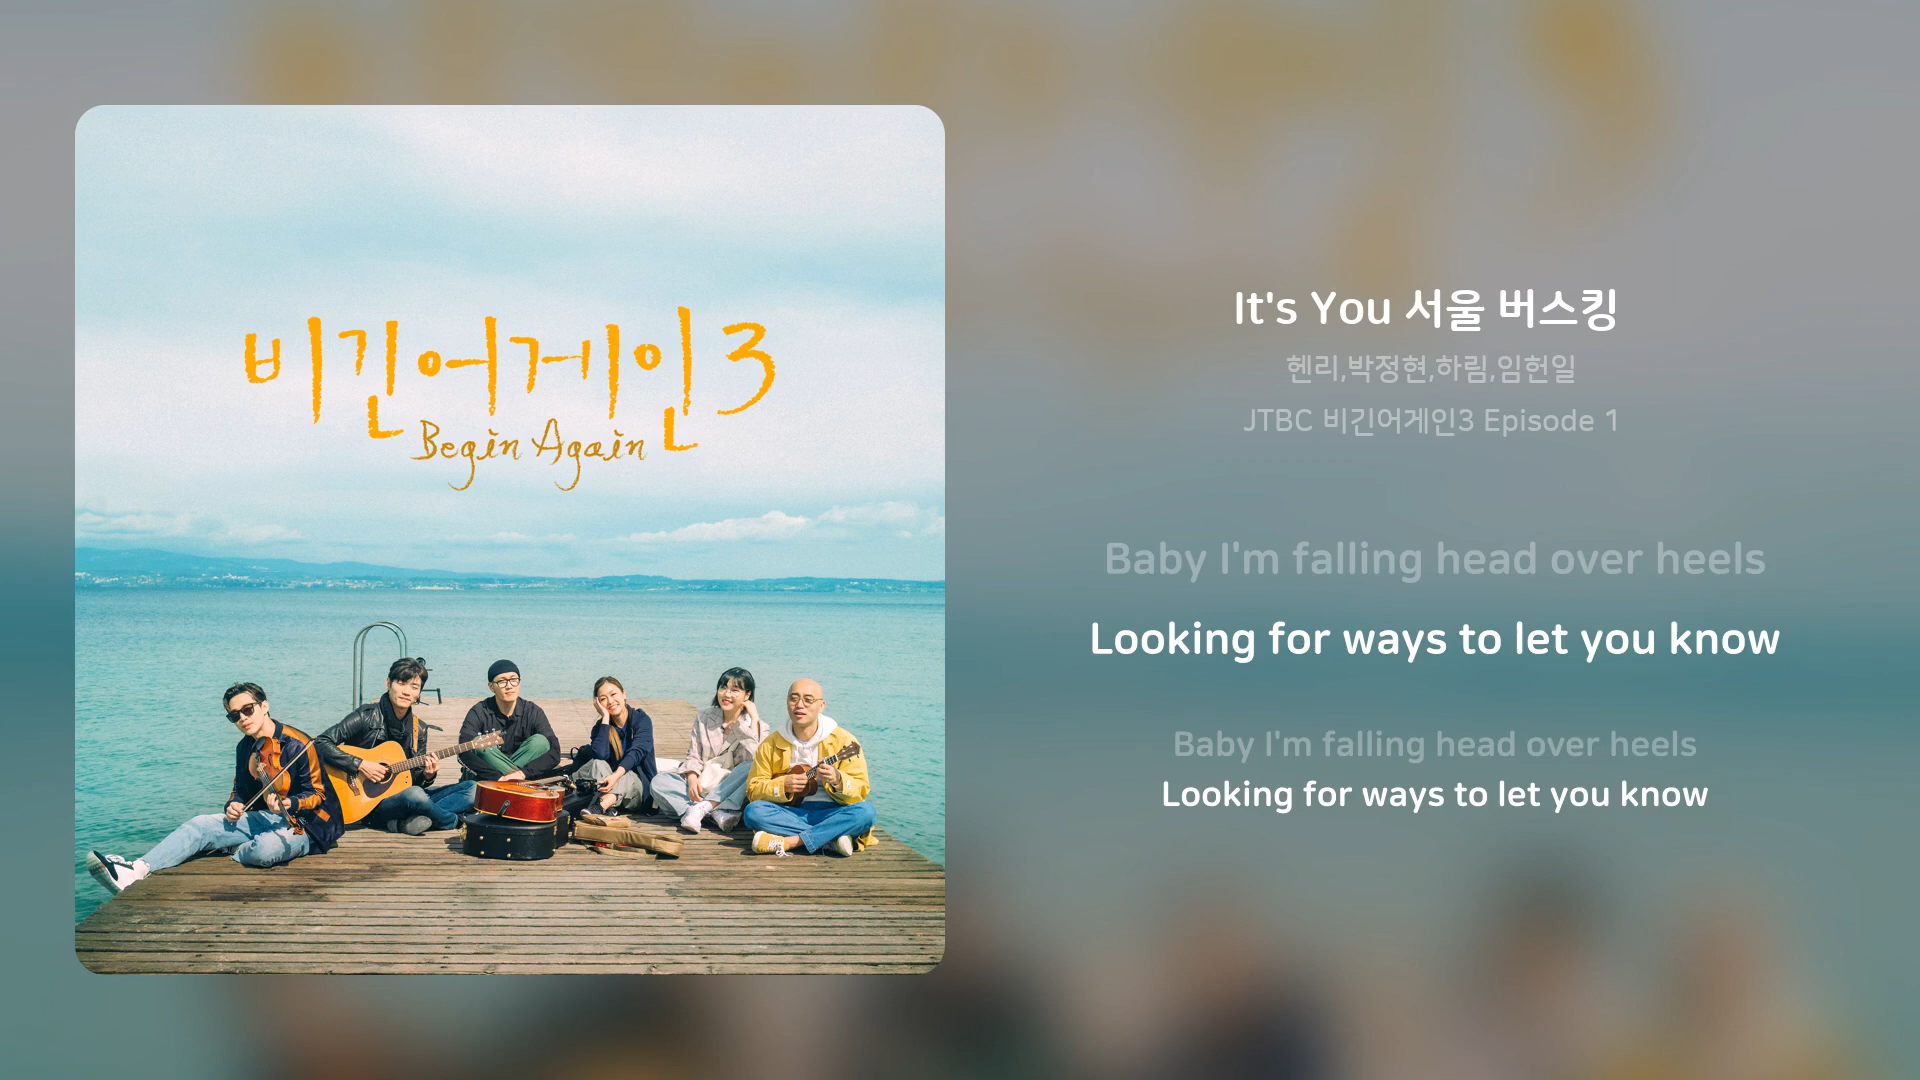 비긴어게인3
Begin Again
It's You 서울 버스킹
헨리,박정현,하림,임헌일
JTBC 비긴어게인3 Episode 1
Baby I'm falling head over heels
Looking for ways to let you know
Baby I'm falling head over heels
Looking for ways to let you know